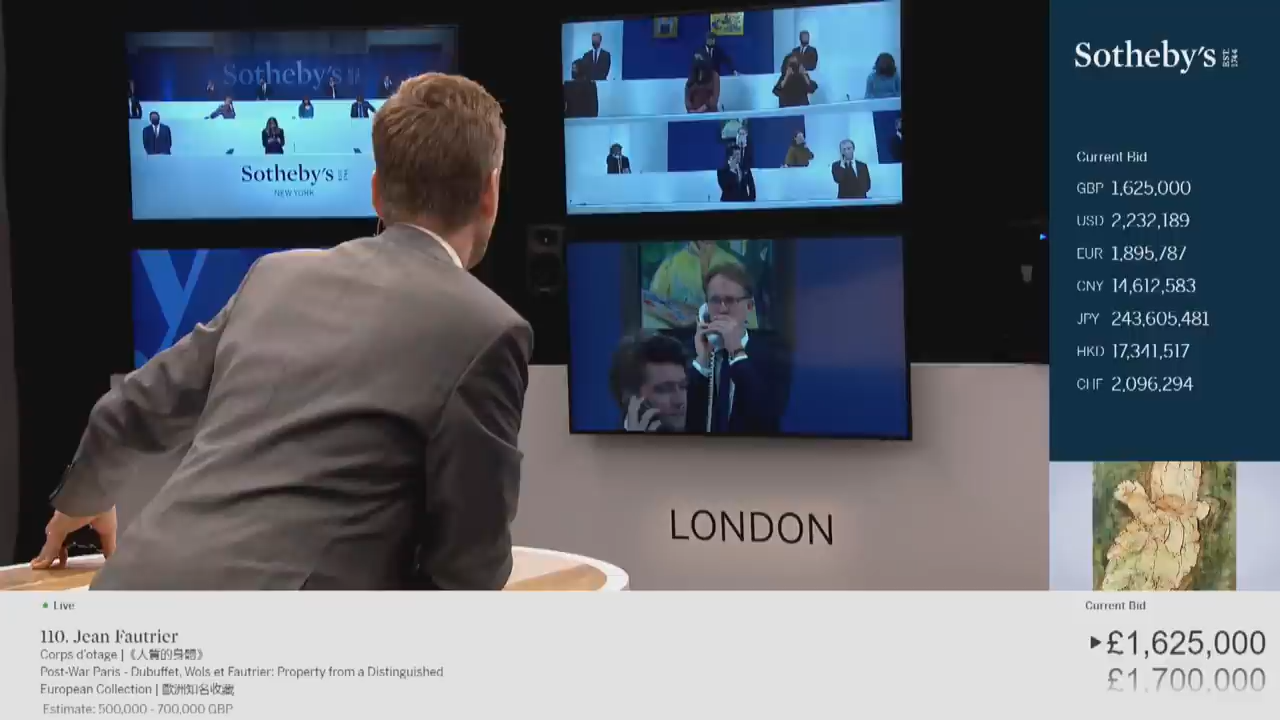 Sotheby's EST. 1744
Sotheby's
Sotheby's
NEW YORK
y
LONDON
Current Bid
GBP 1,625,000
USD 2,232,189
EUR 1,895,787
CNY 14,612,583
JPY 243,605,481
HKD 17,341,517
CHF 2,096,294
Live
110. Jean Fautrier
Corps d'otage | 《人質的身體》
Post-War Paris - Dubuffet, Wols et Fautrier: Property from a Distinguished
European Collection | 歐洲知名收藏
Estimate: 500,000 - 700,000 GBP
Current Bid
£1,625,000
£1,700,000